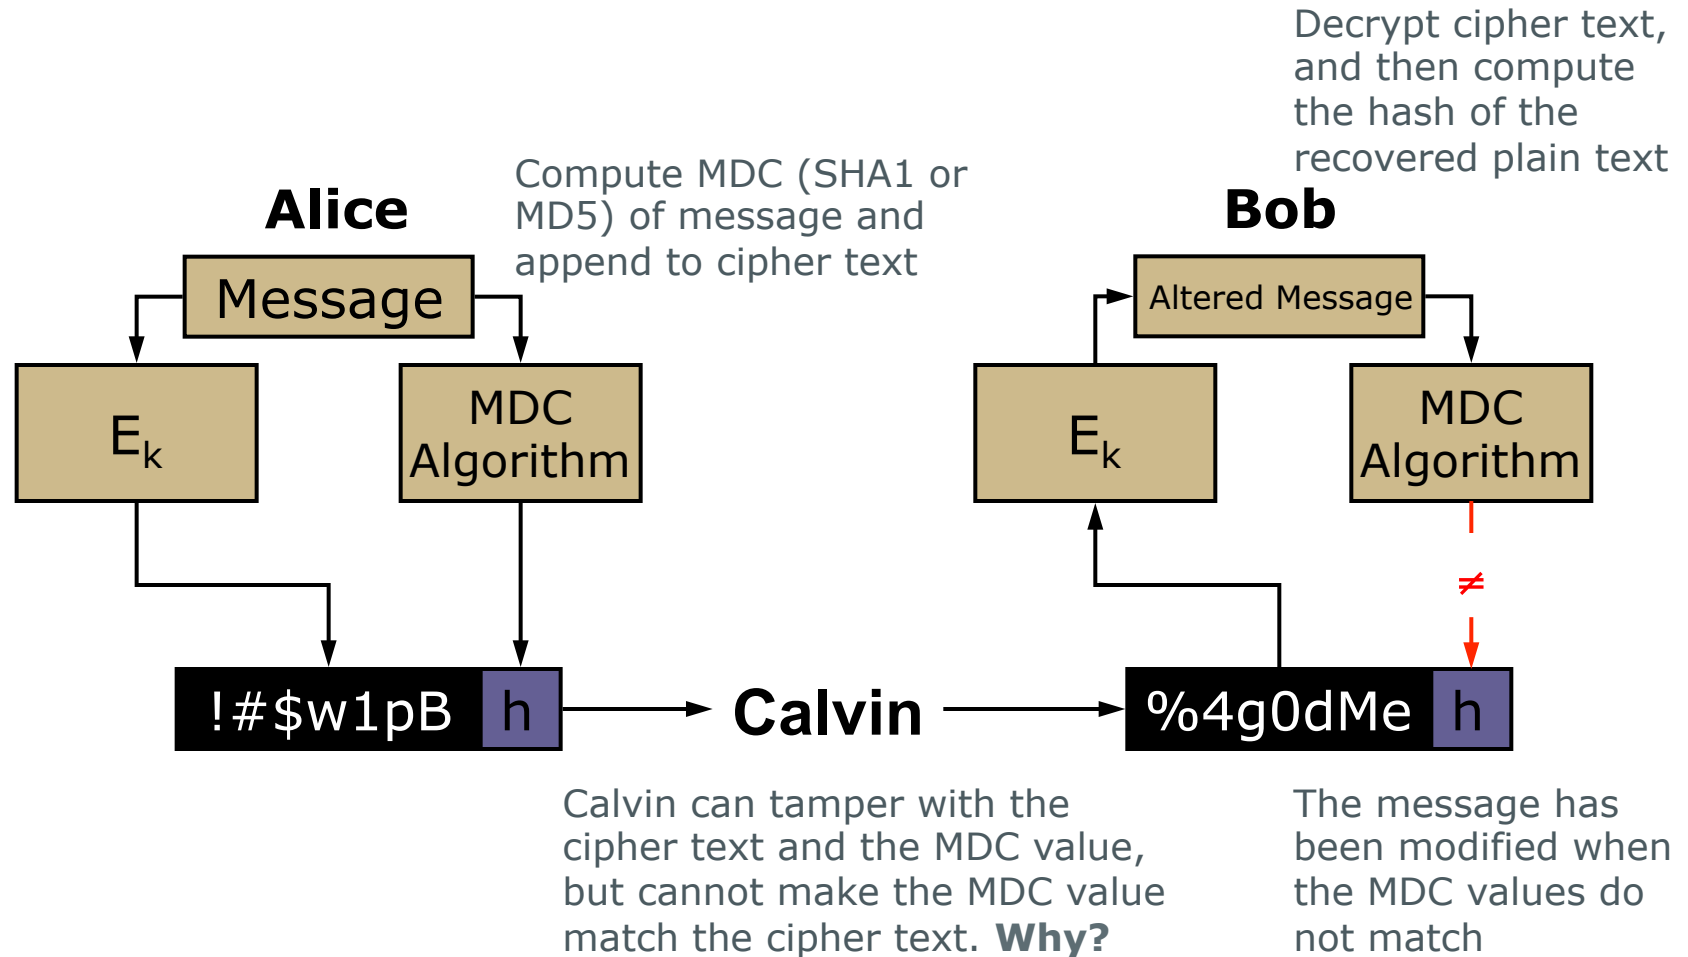 Decrypt cipher text,
and then compute
the hash of the
recovered plain text
Compute MDC (SHA1 or
MD5) of message and
append to cipher text
Alice
Bob
Message
Altered Message
E_k
MDC
Algorithm
E_k
MDC
Algorithm
≠
!#$w1pB h
Calvin
%4g0dMe h
Calvin can tamper with the
cipher text and the MDC value,
but cannot make the MDC value
match the cipher text. Why?
The message has
been modified when
the MDC values do
not match